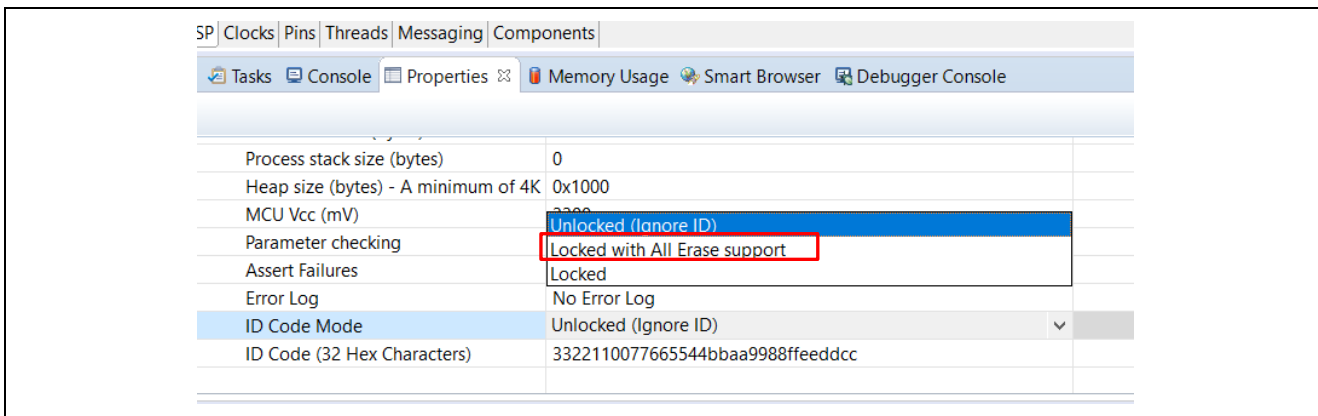 SP Clocks Pins Threads Messaging Components
Tasks Console Properties Memory Usage Smart Browser Debugger Console
Process stack size (bytes) 0
Heap size (bytes) - A minimum of 4K 0x1000
MCU Vcc (mV)
Unlocked (Ignore ID)
Parameter checking Locked with All Erase support
Assert Failures Locked
Error Log No Error Log
ID Code Mode Unlocked (Ignore ID)
ID Code (32 Hex Characters) 3322110077665544bbaa9988ffeeddcc